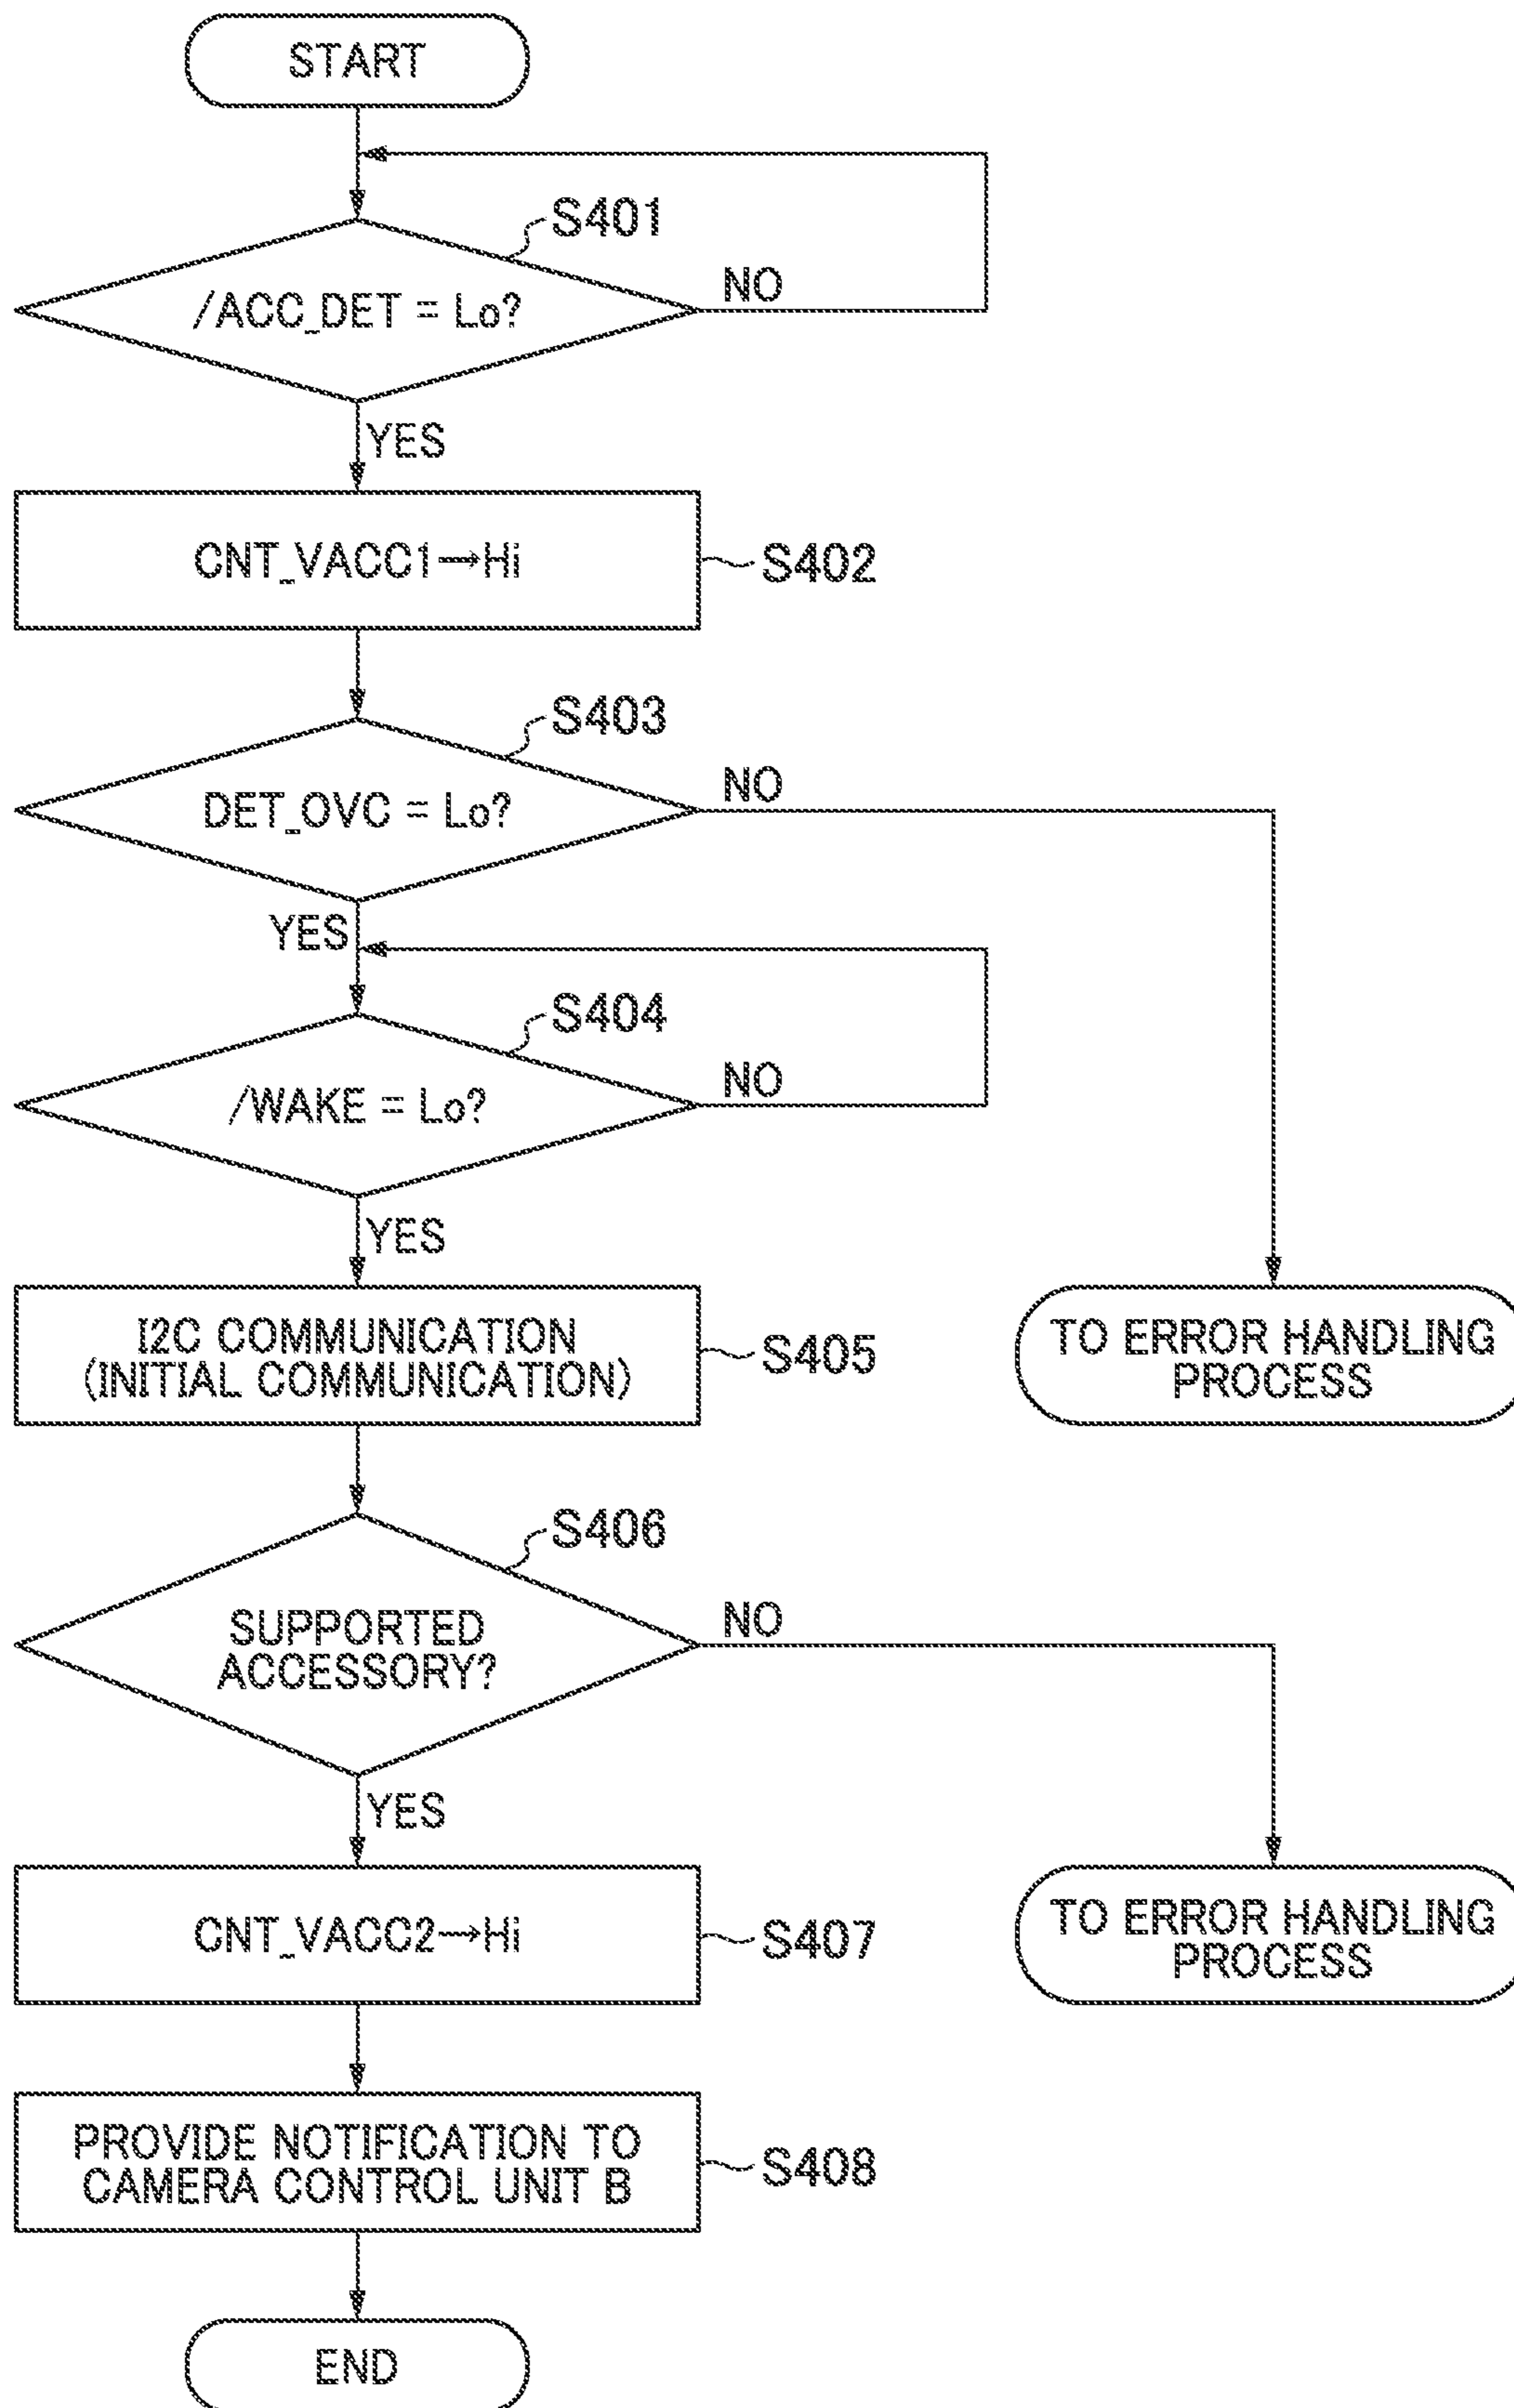 START
S401
/ACC_DET = Lo?
NO
YES
CNT_VACC1→Hi
S402
S403
DET_OVC = Lo?
NO
YES
S404
/WAKE = Lo?
NO
YES
I2C COMMUNICATION
(INITIAL COMMUNICATION)
S405
TO ERROR HANDLING
PROCESS
S406
SUPPORTED
ACCESSORY?
NO
YES
CNT_VACC2→Hi
S407
TO ERROR HANDLING
PROCESS
PROVIDE NOTIFICATION TO
CAMERA CONTROL UNIT B
S408
END